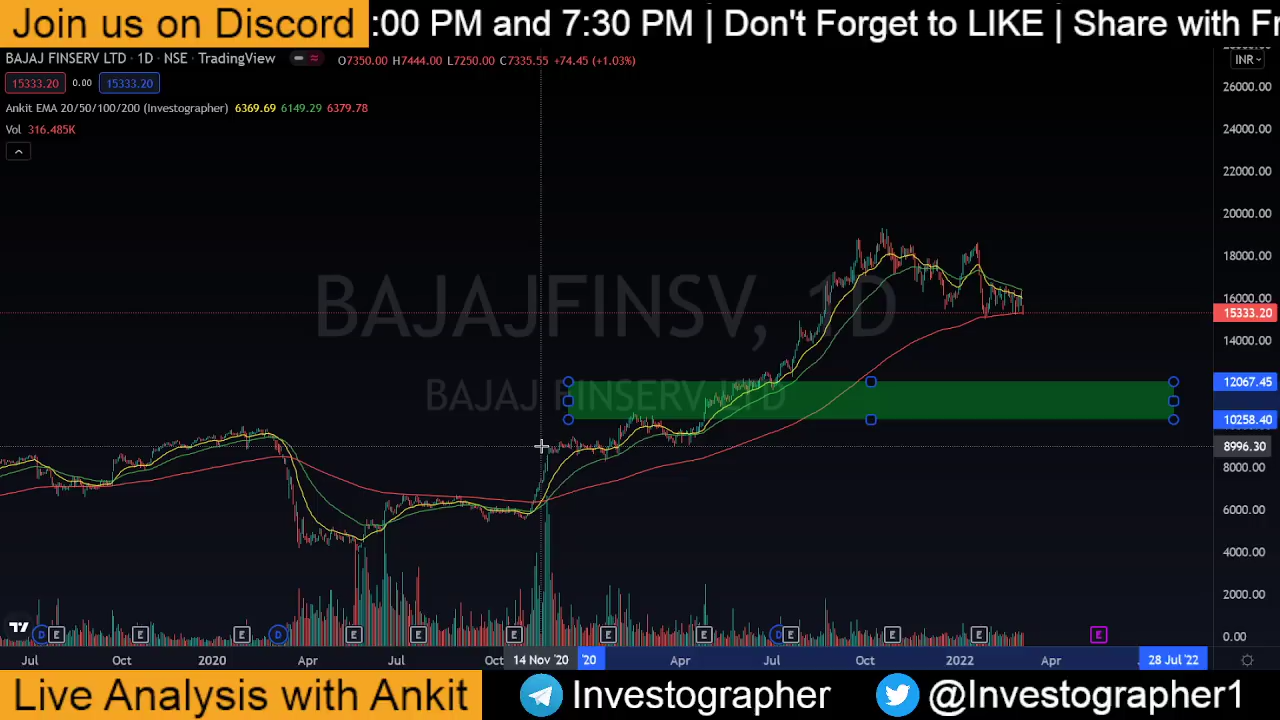 Join us on Discord :00 PM and 7:30 PM | Don't Forget to LIKE | Share with Fr
BAJAJ FINSERV LTD · 1D · NSE · TradingView O7350.00 H7444.00 L7250.00 C7335.55 +74.45 (+1.03%)
INR
15333.20 0.00 15333.20
26000.00
Ankit EMA 20/50/100/200 (Investographer) 6369.69 6149.29 6379.78
Vol 316.485K
24000.00
22000.00
20000.00
18000.00
BAJAJFINSV, 1D
16000.00
15333.20
14000.00
12067.45
BAJAJ FINSERV LTD
10258.40
8996.30
8000.00
6000.00
4000.00
2000.00
D E E E D E E E E E D E E E E
0.00
Jul Oct 2020 Apr Jul Oct 14 Nov '20 '20 Apr Jul Oct 2022 Apr 28 Jul '22
Live Analysis with Ankit Investographer @Investographer1